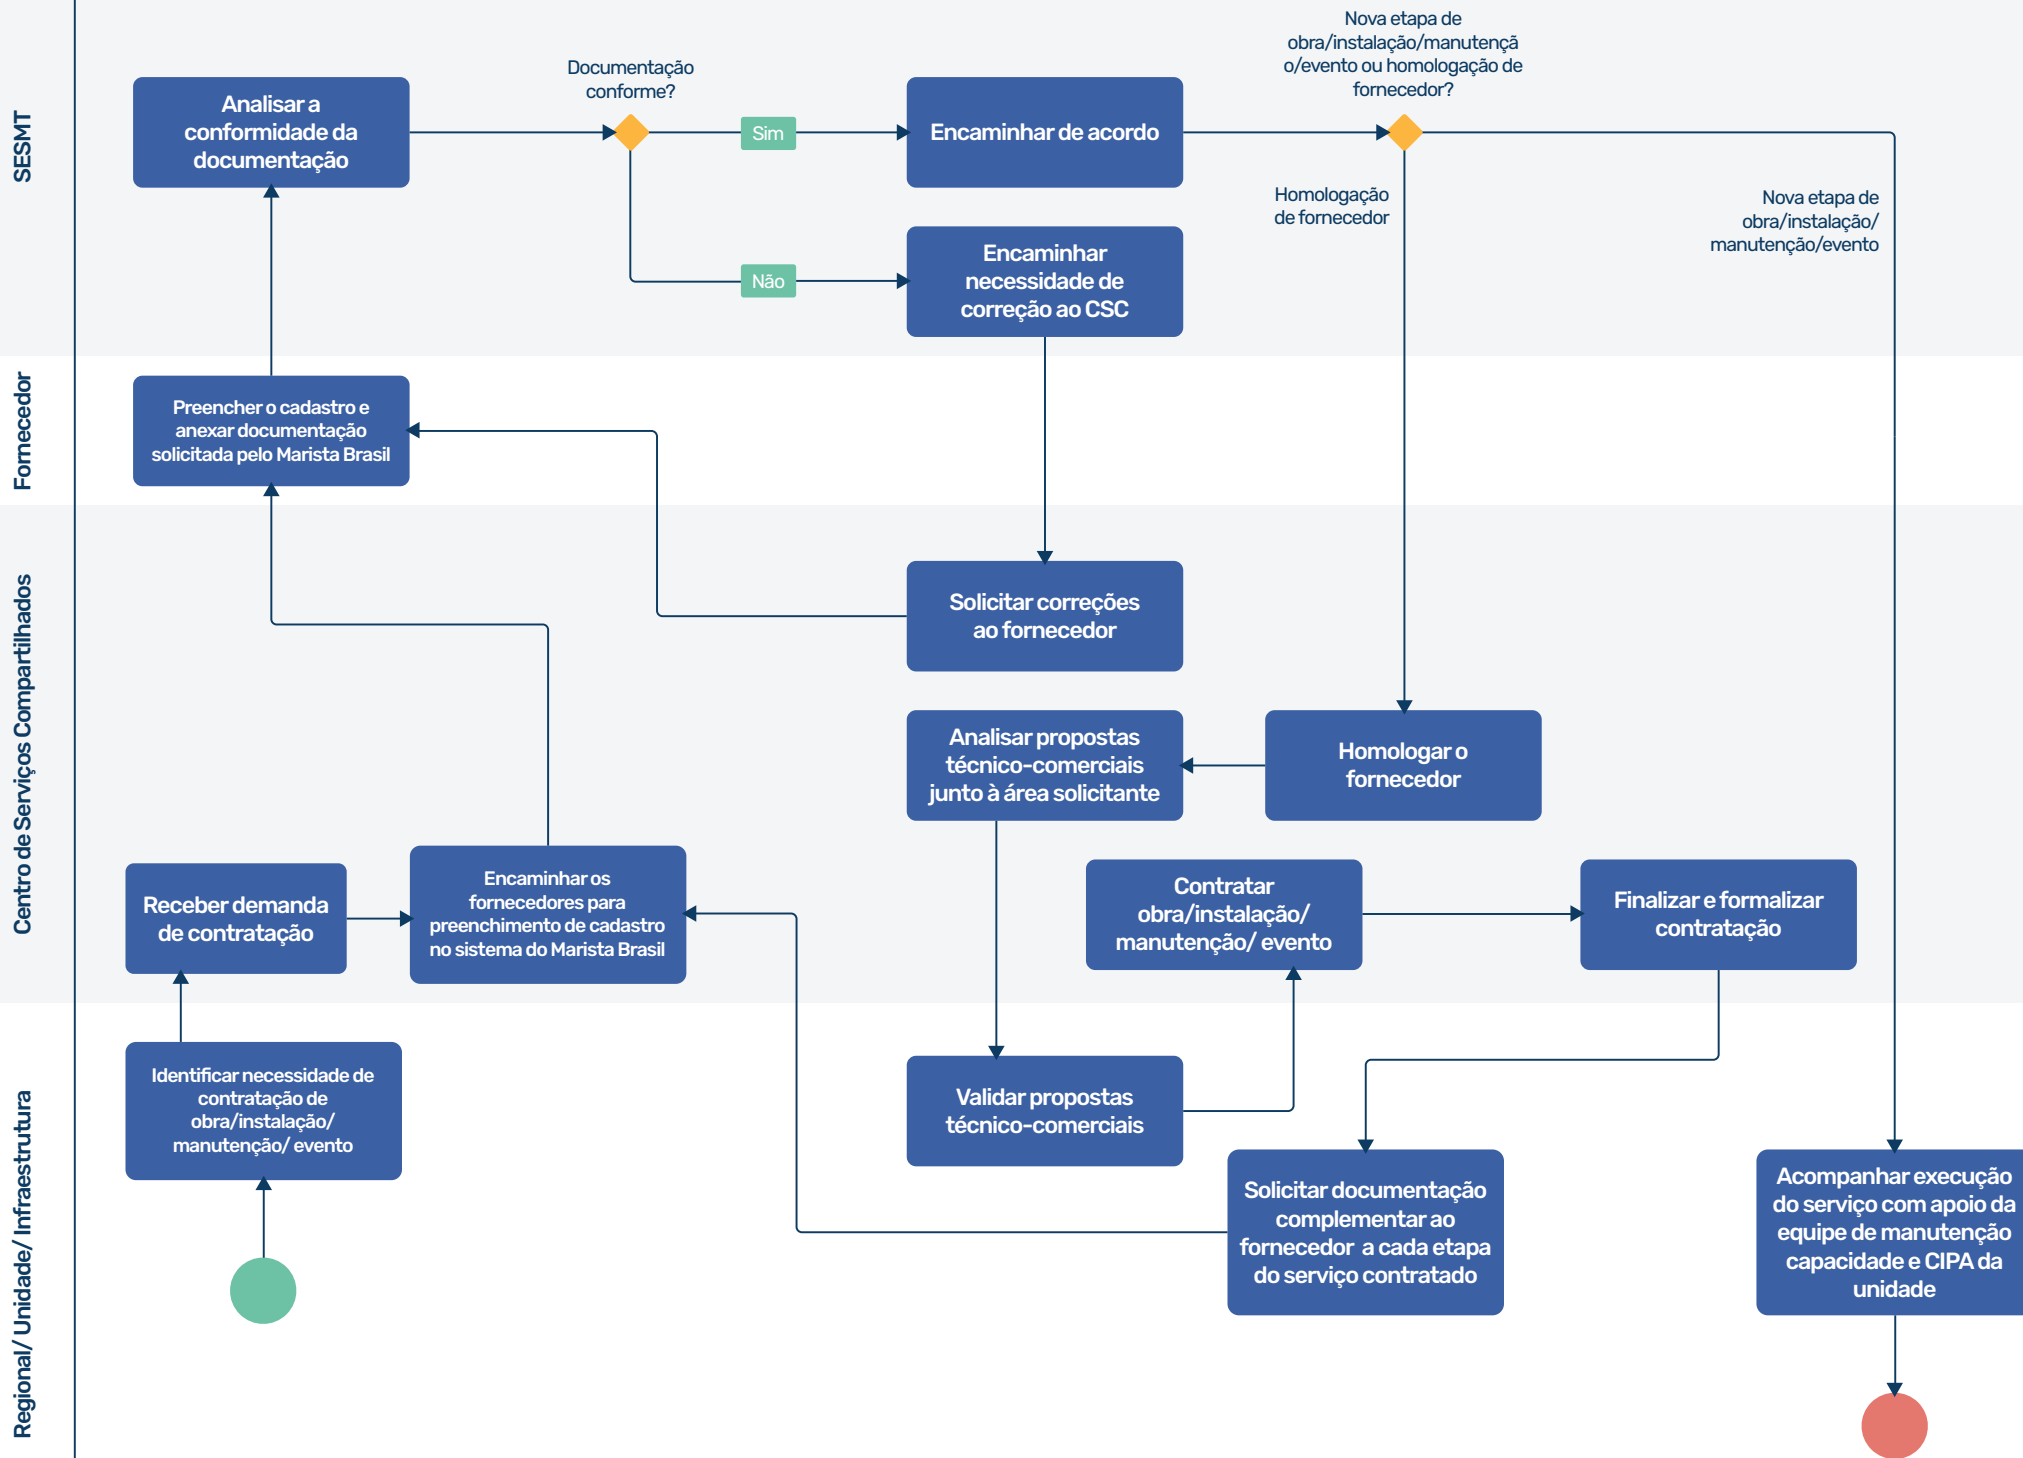 SESMT
Analisar a
conformidade da
documentação
Documentação
conforme?
Sim
Encaminhar de acordo
Nova etapa de
obra/instalação/manutençã
o/evento ou homologação de
fornecedor?
Homologação
de fornecedor
Nova etapa de
obra/instalação/
manutenção/evento
Não
Encaminhar
necessidade de
correção ao CSC
Fornecedor
Preencher o cadastro e
anexar documentação
solicitada pelo Marista Brasil
Centro de Serviços Compartilhados
Solicitar correções
ao fornecedor
Analisar propostas
técnico-comerciais
junto à área solicitante
Homologar o
fornecedor
Receber demanda
de contratação
Encaminhar os
fornecedores para
preenchimento de cadastro
no sistema do Marista Brasil
Contratar
obra/instalação/
manutenção/ evento
Finalizar e formalizar
contratação
Regional/ Unidade/ Infraestrutura
Identificar necessidade de
contratação de
obra/instalação/
manutenção/ evento
Validar propostas
técnico-comerciais
Solicitar documentação
complementar ao
fornecedor a cada etapa
do serviço contratado
Acompanhar execução
do serviço com apoio da
equipe de manutenção
capacidade e CIPA da
unidade